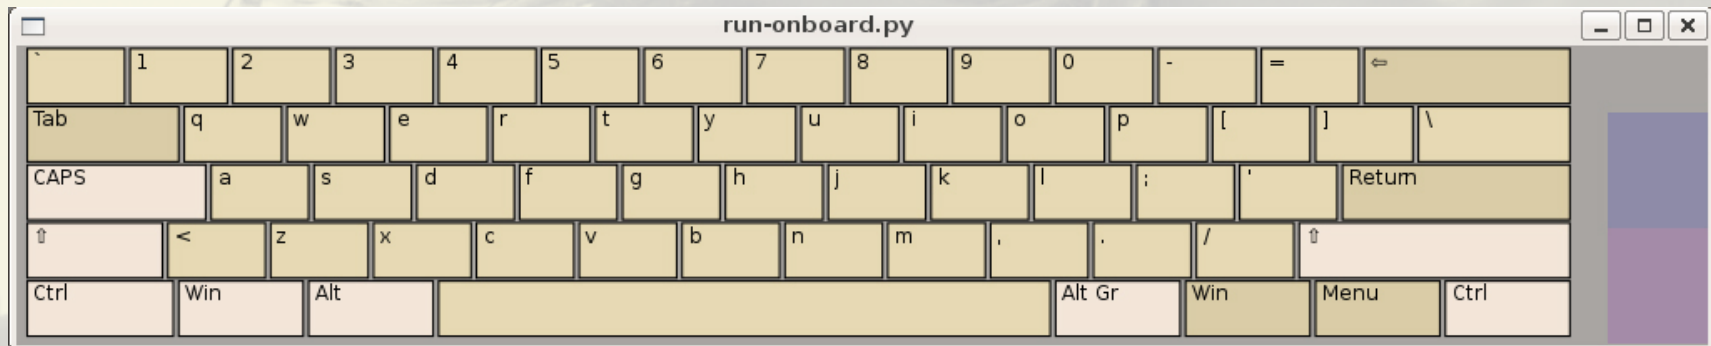 run-onboard.py
` 1 2 3 4 5 6 7 8 9 0 - = ⇦
Tab q w e r t y u i o p [ ] \
CAPS a s d f g h j k l ; ' Return
⇧ < z x c v b n m , . / ⇧
Ctrl Win Alt Alt Gr Win Menu Ctrl